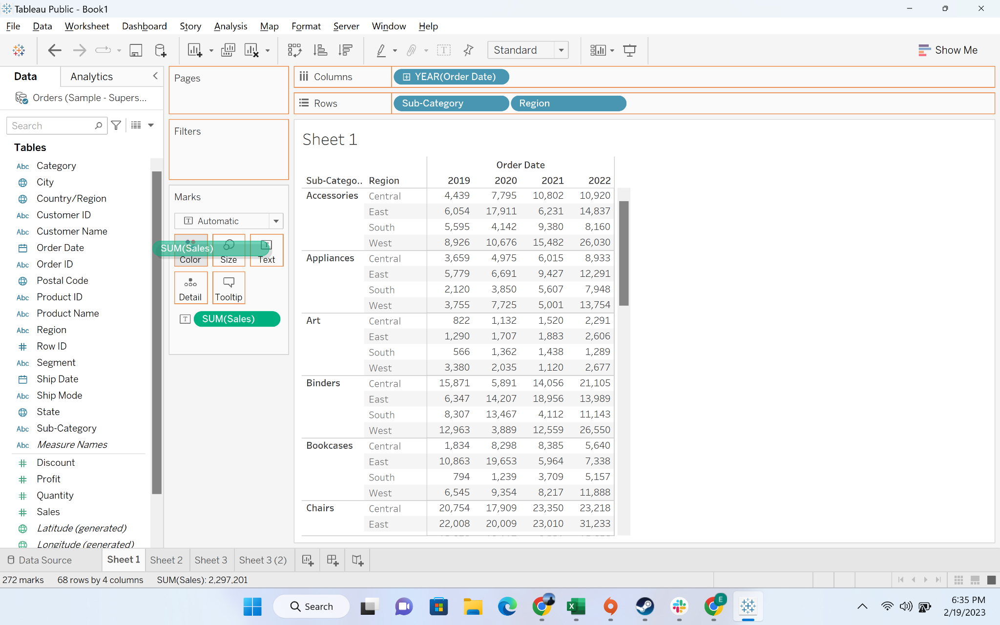 Tableau Public - Book1
File Data Worksheet Dashboard Story Analysis Map Format Server Window Help
Standard
Show Me
Data Analytics
Orders (Sample - Supers...
Search
Tables
Abc Category
City
Country/Region
Abc Customer ID
Abc Customer Name
Order Date
Abc Order ID
Postal Code
Abc Product ID
Abc Product Name
Abc Region
Row ID
Abc Segment
Ship Date
Abc Ship Mode
State
Abc Sub-Category
Abc Measure Names
Discount
Profit
Quantity
Sales
Latitude (generated)
Longitude (generated)
Pages
Filters
Marks
Automatic
SUM(Sales)
Color Size Text
Detail Tooltip
SUM(Sales)
Columns YEAR(Order Date)
Rows Sub-Category Region
Sheet 1
Order Date
Sub-Catego.. Region 2019 2020 2021 2022
Accessories Central 4,439 7,795 10,802 10,920
East 6,054 17,911 6,231 14,837
South 5,595 4,142 9,380 8,160
West 8,926 10,676 15,482 26,030
Appliances Central 3,659 4,975 6,015 8,933
East 5,779 6,691 9,427 12,291
South 2,120 3,850 5,607 7,948
West 3,755 7,725 5,001 13,754
Art Central 822 1,132 1,520 2,291
East 1,290 1,707 1,883 2,606
South 566 1,362 1,438 1,289
West 3,380 2,035 1,120 2,677
Binders Central 15,871 5,891 14,056 21,105
East 6,347 14,207 18,956 13,989
South 8,307 13,467 4,112 11,143
West 12,963 3,889 12,559 26,550
Bookcases Central 1,834 8,298 8,385 5,640
East 10,863 19,653 5,964 7,338
South 794 1,239 3,709 5,157
West 6,545 9,354 8,217 11,888
Chairs Central 20,754 17,909 23,350 23,218
East 22,008 20,009 23,010 31,233
Data Source Sheet 1 Sheet 2 Sheet 3 Sheet 3 (2)
272 marks 68 rows by 4 columns SUM(Sales): 2,297,201
Search
E
6:35 PM
2/19/2023